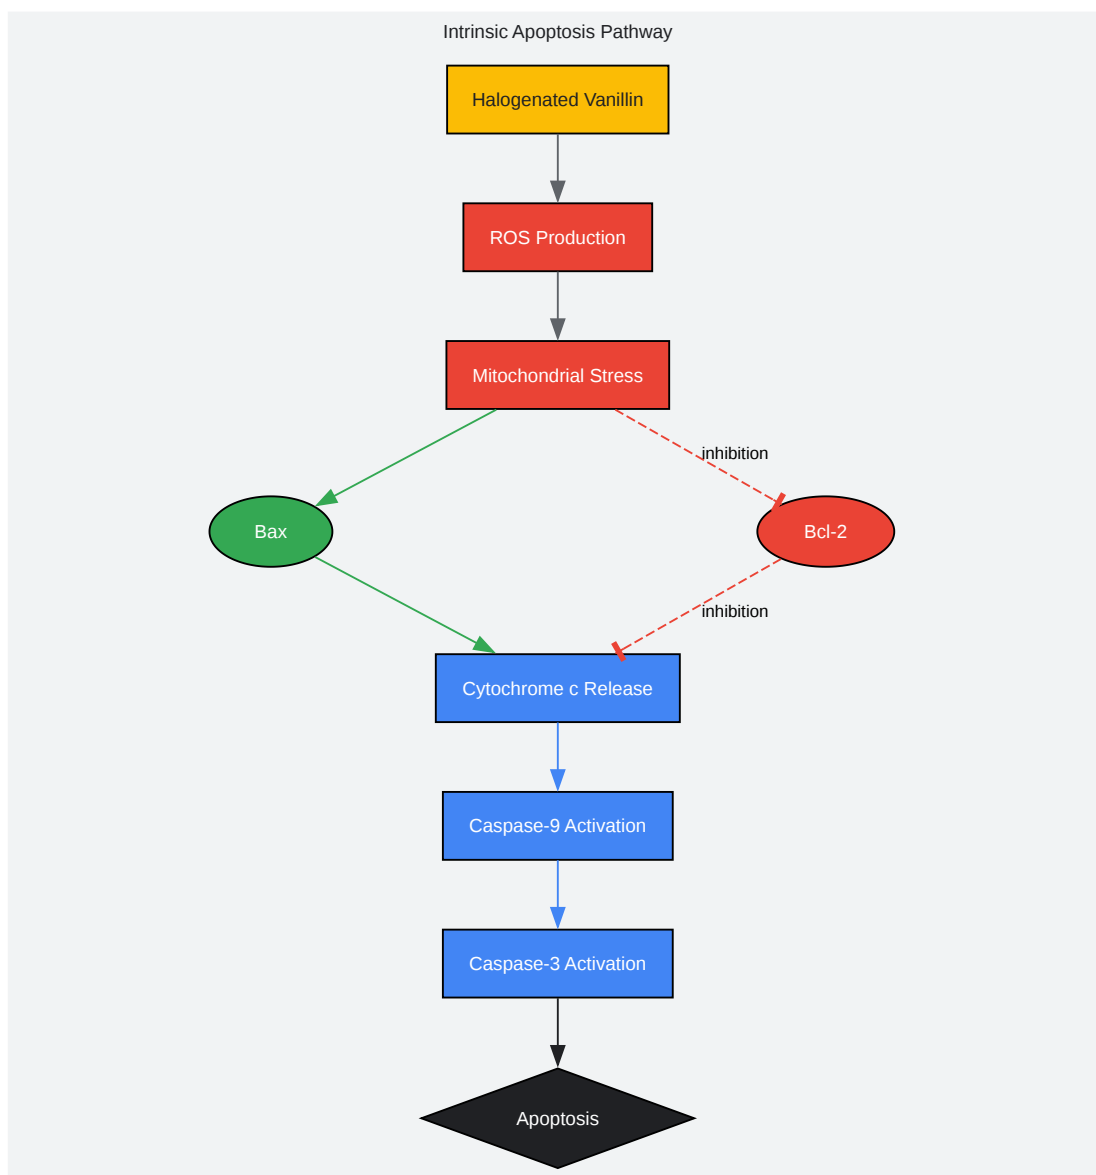 Intrinsic Apoptosis Pathway
Halogenated Vanillin
ROS Production
Mitochondrial Stress
inhibition
Bax
Bcl-2
inhibition
Cytochrome c Release
Caspase-9 Activation
Caspase-3 Activation
Apoptosis